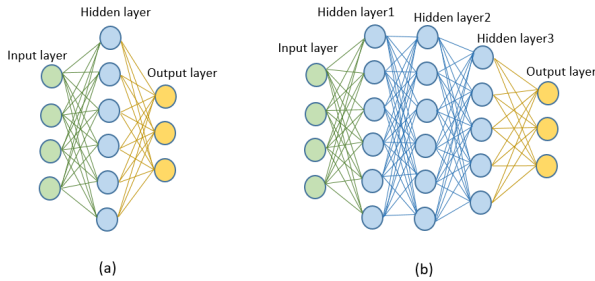 Hidden layer
Input layer
Output layer
(a)
Hidden layer1
Hidden layer2
Hidden layer3
Input layer
Output layer
(b)